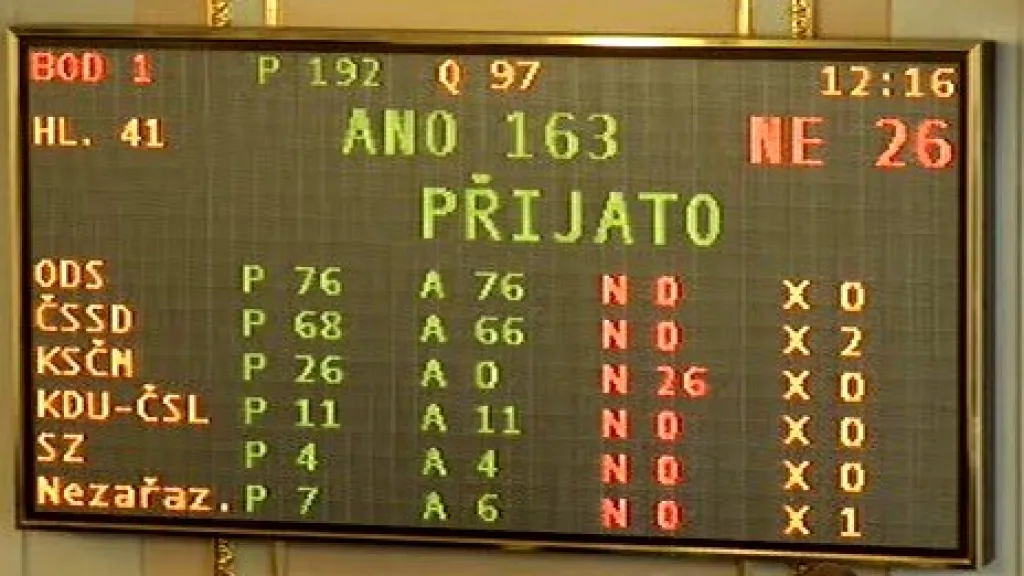 BOD 1 P 192 Q 97 12:16
HL. 41 ANO 163 NE 26
PŘIJATO
ODS P 76 A 76 N 0 X 0
ČSSD P 68 A 66 N 0 X 2
KSČM P 26 A 0 N 26 X 0
KDU-ČSL P 11 A 11 N 0 X 0
SZ P 4 A 4 N 0 X 0
Nezařaz. P 7 A 6 N 0 X 1